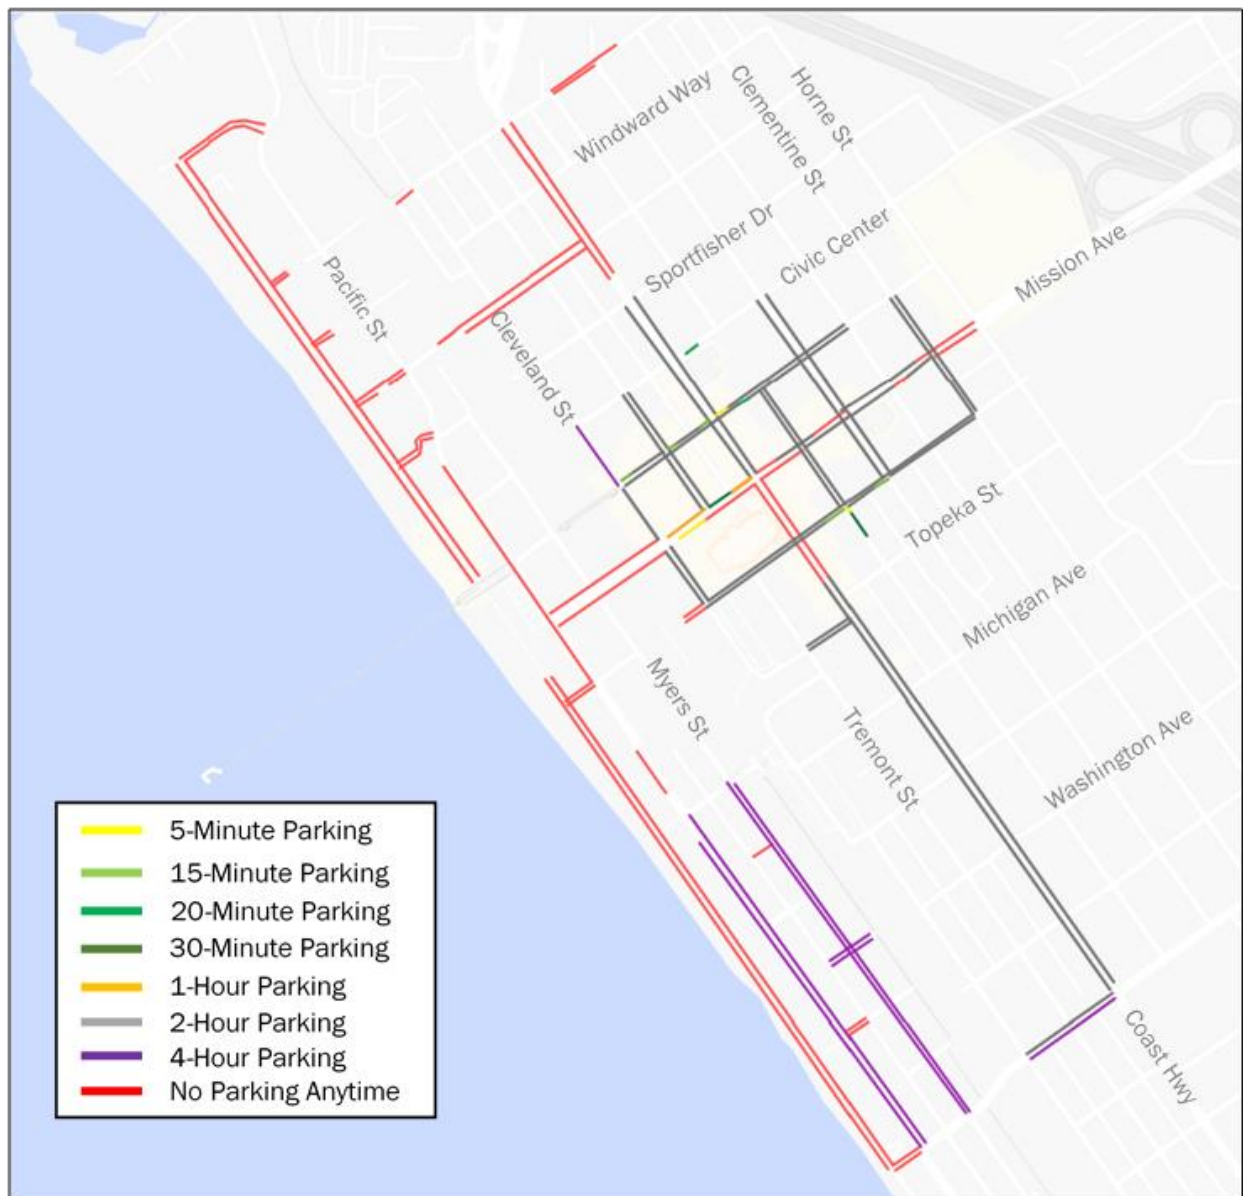 Horne St
Clementine St
Windward Way
Sportfisher Dr
Civic Center
Mission Ave
Pacific St
Cleveland St
Topeka St
Michigan Ave
Myers St
Tremont St
Washington Ave
Coast Hwy
5-Minute Parking
15-Minute Parking
20-Minute Parking
30-Minute Parking
1-Hour Parking
2-Hour Parking
4-Hour Parking
No Parking Anytime